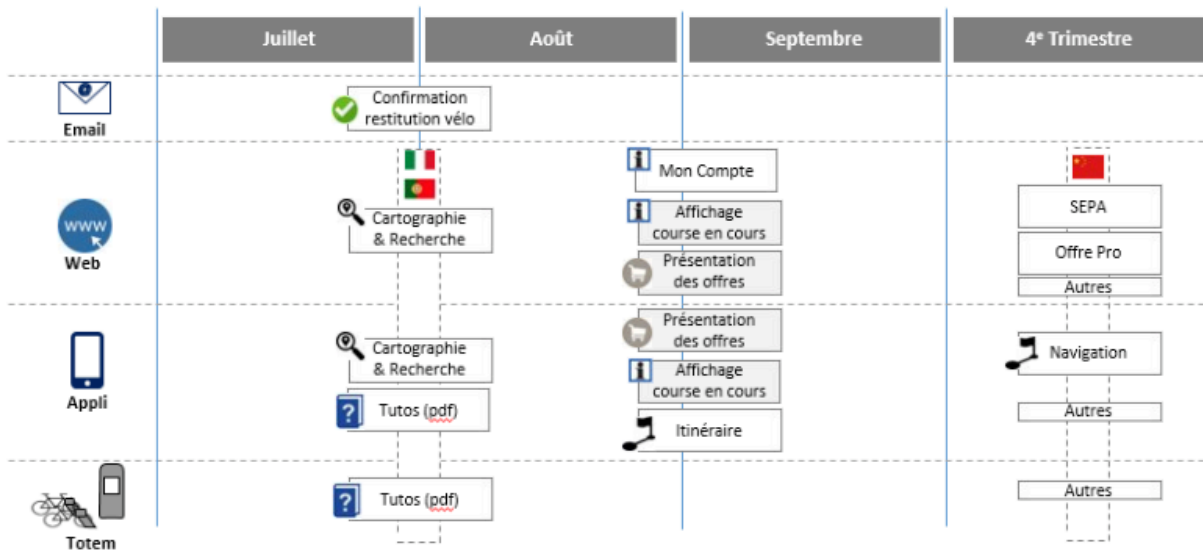 Juillet
Août
Septembre
4e Trimestre
Email
Confirmation
restitution vélo
www
Web
Cartographie
& Recherche
Mon Compte
Affichage
course en cours
Présentation
des offres
SEPA
Offre Pro
Autres
Appli
Cartographie
& Recherche
Tutos (pdf)
Présentation
des offres
Affichage
course en cours
Itinéraire
Navigation
Autres
Totem
Tutos (pdf)
Autres